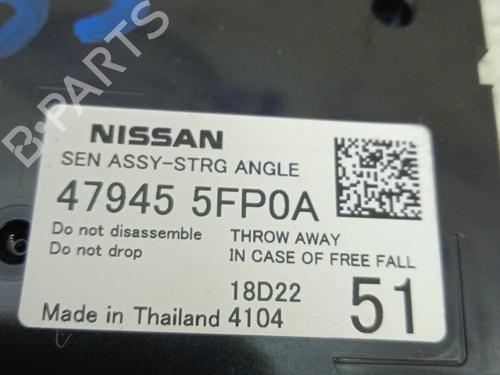 NISSAN
SEN ASSY-STRG ANGLE
47945 5FP0A
Do not disassemble THROW AWAY
Do not drop IN CASE OF FREE FALL
18D22 51
Made in Thailand 4104
B-PARTS